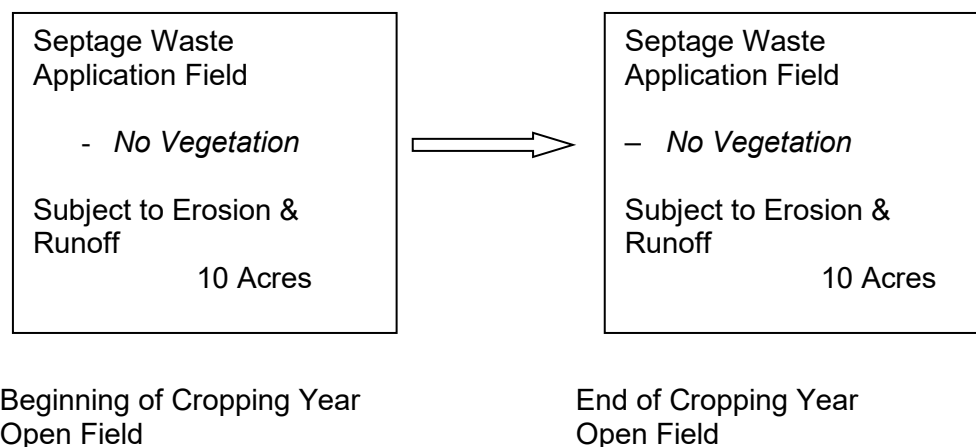 Septage Waste
Application Field
- No Vegetation
Subject to Erosion &
Runoff
10 Acres
Septage Waste
Application Field
– No Vegetation
Subject to Erosion &
Runoff
10 Acres
Beginning of Cropping Year
Open Field
End of Cropping Year
Open Field